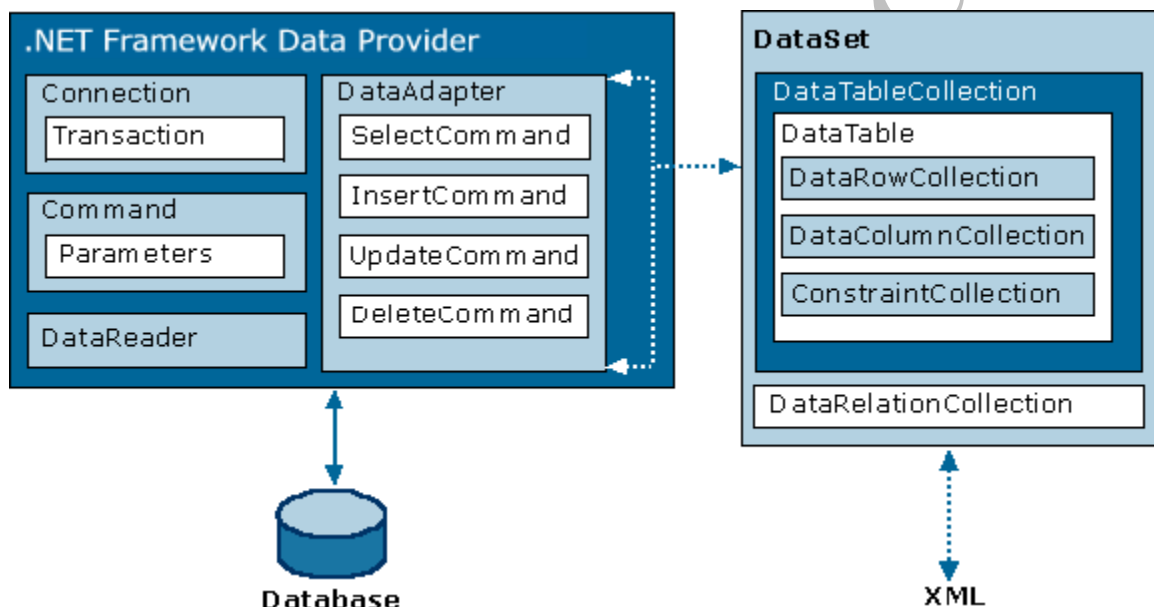 .NET Framework Data Provider
Connection
Transaction
Command
Parameters
DataReader
DataAdapter
SelectCommand
InsertCommand
UpdateCommand
DeleteCommand
Database
DataSet
DataTableCollection
DataTable
DataRowCollection
DataColumnCollection
ConstraintCollection
DataRelationCollection
XML